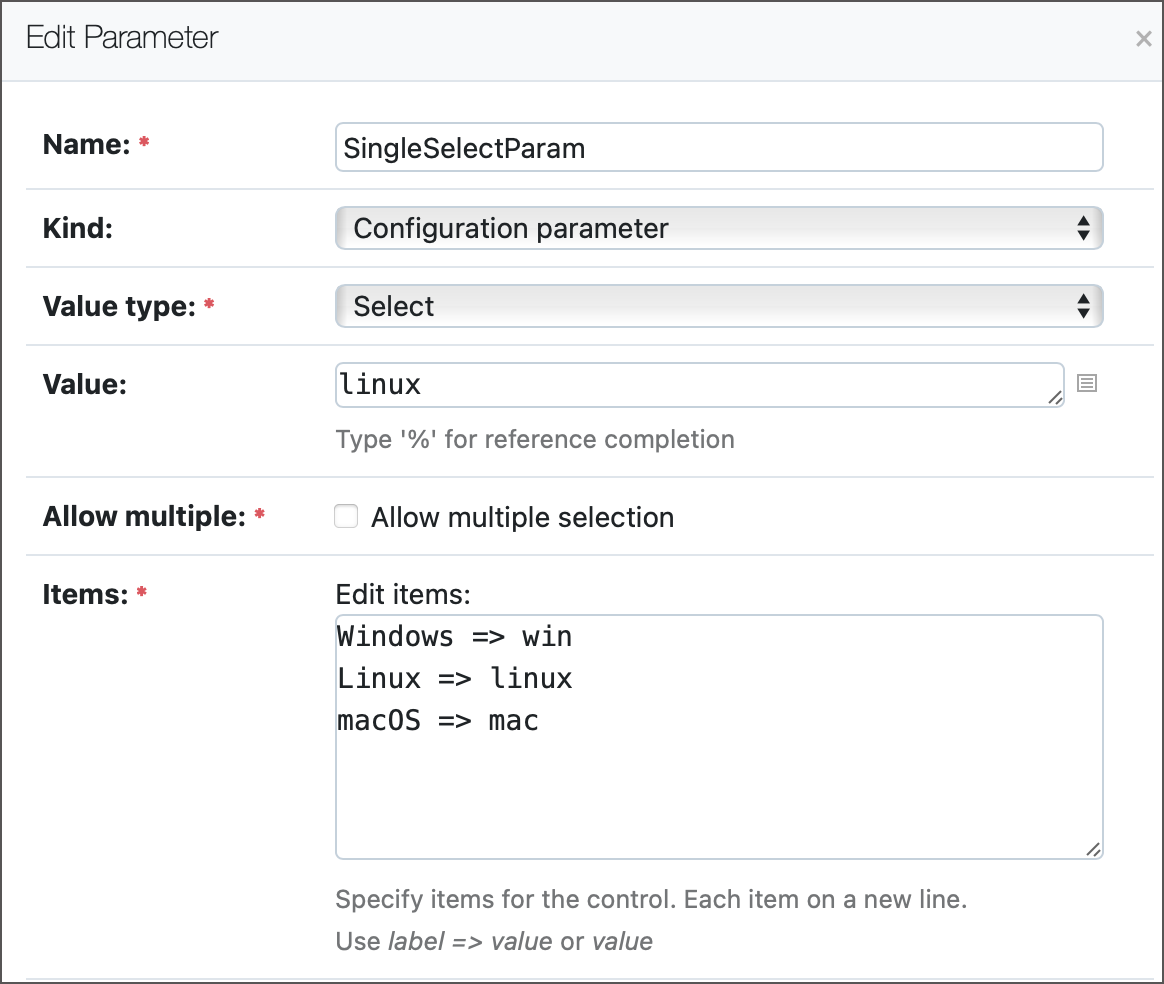 Edit Parameter ×
Name: * SingleSelectParam
Kind: Configuration parameter
Value type: * Select
Value: linux
Type '%' for reference completion
Allow multiple: * Allow multiple selection
Items: * Edit items:
Windows => win
Linux => linux
macOS => mac
Specify items for the control. Each item on a new line.
Use label => value or value